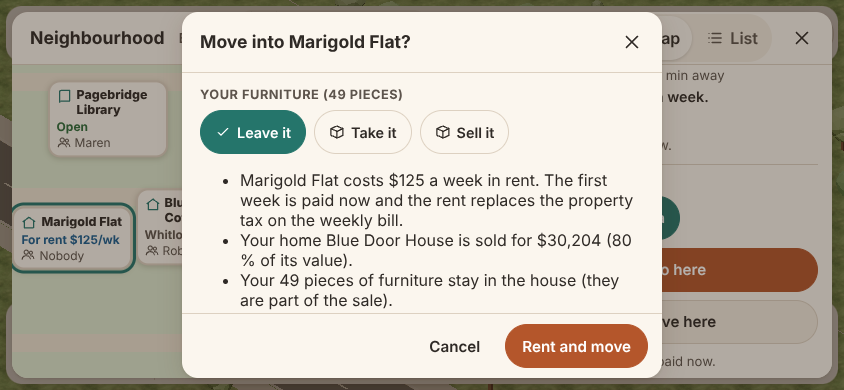 Neighbourhood
Move into Marigold Flat?
List
YOUR FURNITURE (49 PIECES)
Leave it
Take it
Sell it
Marigold Flat costs $125 a week in rent. The first
week is paid now and the rent replaces the property
tax on the weekly bill.
Your home Blue Door House is sold for $30,204 (80
% of its value).
Your 49 pieces of furniture stay in the house (they
are part of the sale).
Cancel
Rent and move
Pagebridge
Library
Open
Maren
Marigold Flat
For rent $125/wk
Nobody
min away
week.
here
here
paid now.